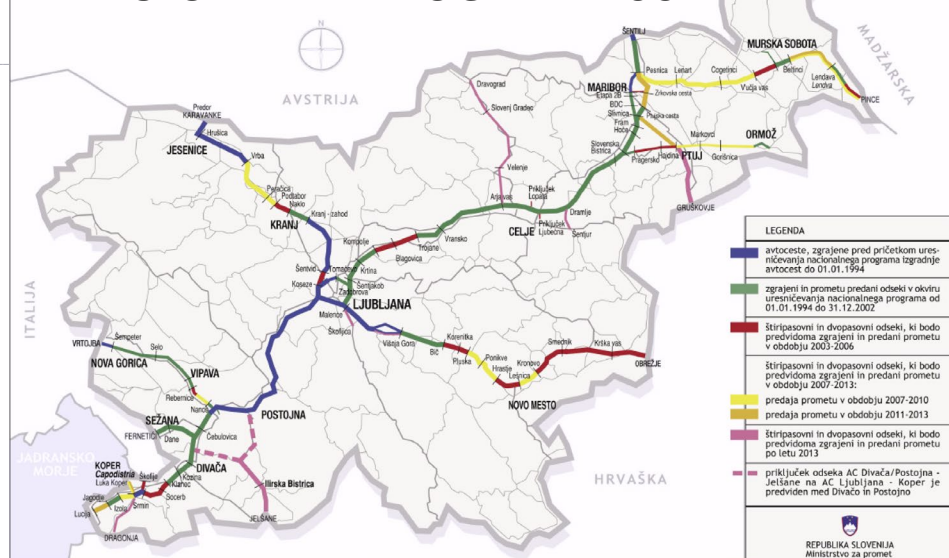 N
AVSTRIJA
MADŽARSKA
ITALIJA
HRVAŠKA
JADRANSKO
MORJE
ŠENTILJ
MURSKA SOBOTA
Pesnica
Lenart
Cogetinci
Vučja vas
Beltinci
Lendava
Lendva
PINCE
MARIBOR
Etapa 2B
Zrkovska cesta
BDC
Slivnica
Ptujska cesta
Fram
Hoče
Slovenska
Bistrica
Markovci
ORMOŽ
Pragersko
Hajdina
PTUJ
Gorišnica
GRUŠKOVJE
Dravograd
Slovenj Gradec
Velenje
Arja vas
Priključek
Lopata
CELJE
Priključek
Ljubečna
Dramlje
Šentjur
Predor
KARAVANKE
Hrušica
JESENICE
Vrba
Peračica
Podtabor
Naklo
KRANJ
Kranj - zahod
Kompolje
Trojane
Vransko
Blagovica
Šentvid
Tomačevo
Krtina
Koseze
Šentjakob
Zadobrova
LJUBLJANA
Malence
Škofljica
Višnja Gora
Bič
Korenitka
Pluska
Ponikve
Hrastje
Lešnica
Kronovo
Smednik
Krška vas
OBREŽJE
NOVO MESTO
VRTOJBA
Šempeter
Selo
NOVA GORICA
VIPAVA
Rebernice
Nanos
POSTOJNA
SEŽANA
FERNETIČI
Dane
Čebulovica
DIVAČA
KOPER
Capodistria
Luka Koper
Škofije
Kozina
Klanec
Socerb
Jagodje
Izola
Srmin
Lucija
DRAGONJA
Ilirska Bistrica
JELŠANE
LEGENDA
avtoceste, zgrajene pred pričetkom ures-
ničevanja nacionalnega programa izgradnje
avtocest do 01.01.1994
zgrajeni in prometu predani odseki v okviru
uresničevanja nacionalnega programa od
01.01.1994 do 31.12.2002
štiripasovni in dvopasovni odseki, ki bodo
predvidoma zgrajeni in predani prometu
v obdobju 2003-2006
štiripasovni in dvopasovni odseki, ki bodo
predvidoma zgrajeni in predani prometu
v obdobju 2007-2013:
predaja prometu v obdobju 2007-2010
predaja prometu v obdobju 2011-2013
štiripasovni in dvopasovni odseki, ki bodo
predvidoma zgrajeni in predani prometu
po letu 2013
priključek odseka AC Divača/Postojna -
Jelšane na AC Ljubljana - Koper je
predviden med Divačo in Postojno
REPUBLIKA SLOVENIJA
Ministrstvo za promet